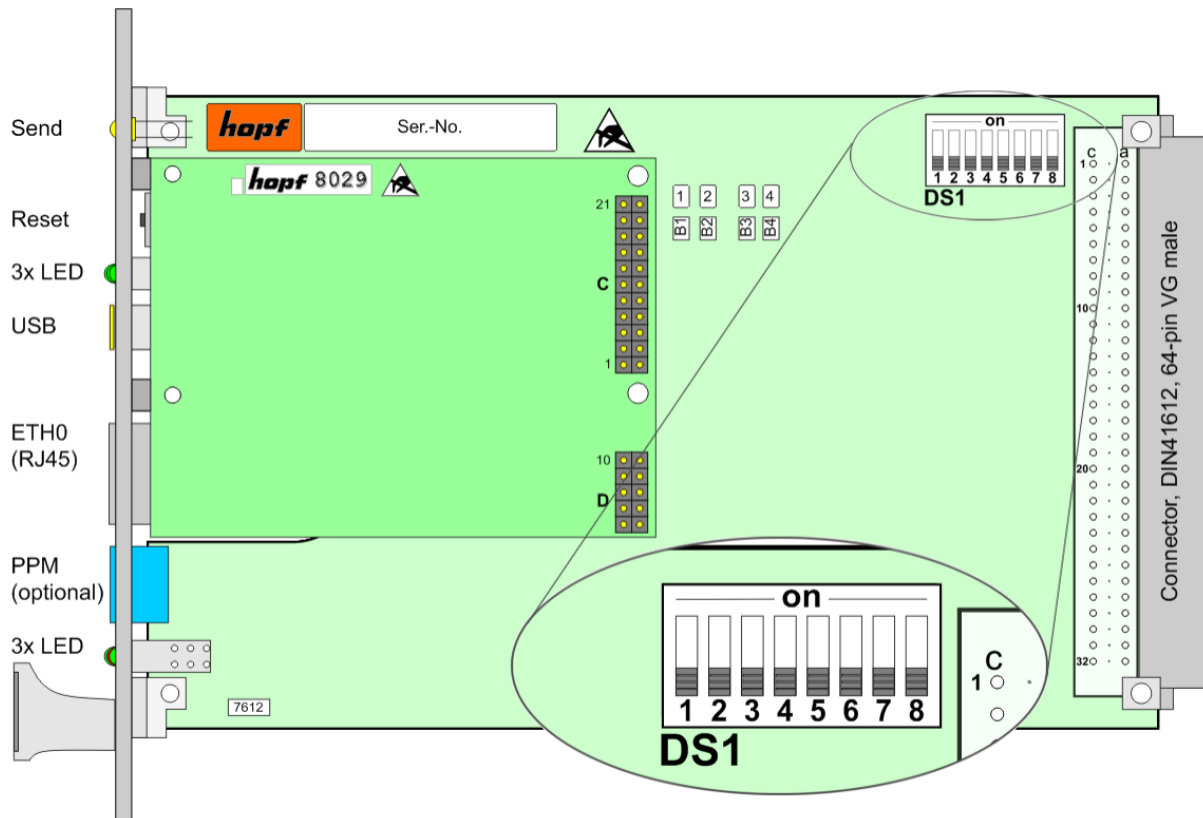 Send
Reset
3x LED
USB
ETH0
(RJ45)
PPM
(optional)
3x LED
hopf
Ser.-No.
hopf 8029
21
C
1
10
D
1 2 3 4
B1 B2 B3 B4
on
1 2 3 4 5 6 7 8
DS1
c a
1
10
20
32
Connector, DIN41612, 64-pin VG male
7612
on
1 2 3 4 5 6 7 8
DS1
C
1